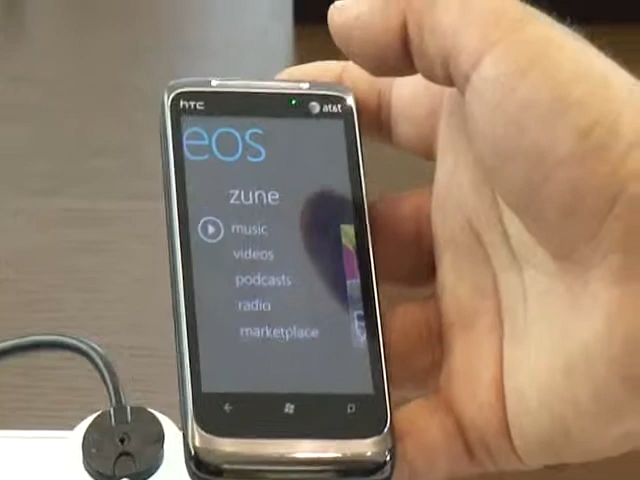 hTC
at&t
eos
zune
music
videos
podcasts
radio
marketplace